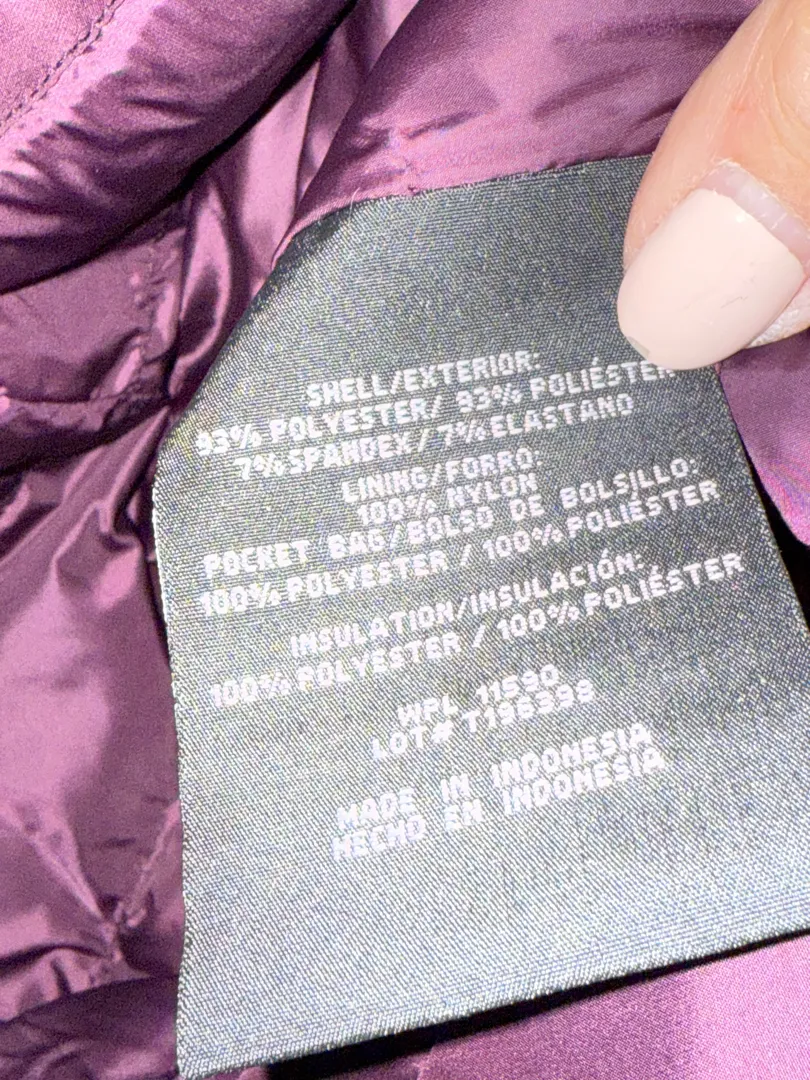 SHELL/EXTERIOR:
93% POLYESTER/ 93% POLIÉSTER
7% SPANDEX / 7% ELASTANO
LINING/FORRO:
100% NYLON
POCKET BAG/BOLSO DE BOLSILLO:
100% POLYESTER / 100% POLIÉSTER
INSULATION/INSULACIÓN:
100% POLYESTER / 100% POLIÉSTER
WPL 11590
LOT# T198398
MADE IN INDONESIA
HECHO EN INDONESIA